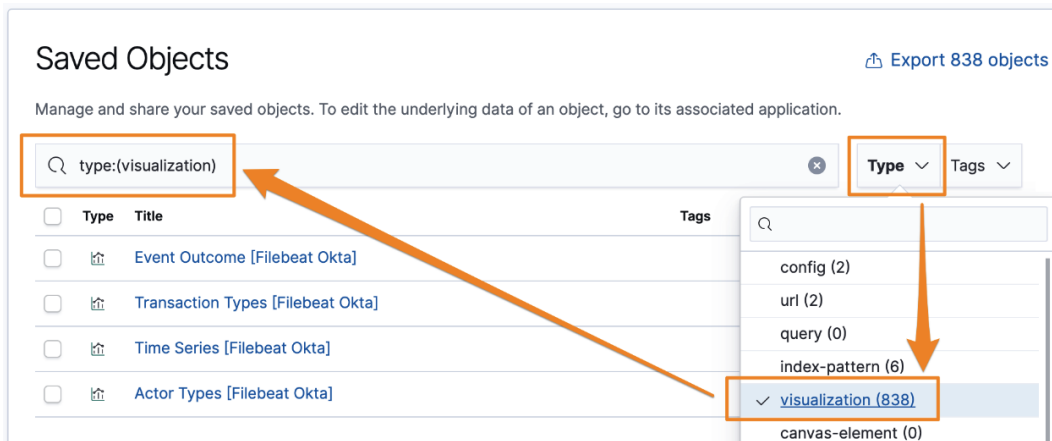 Saved Objects
Export 838 objects
Manage and share your saved objects. To edit the underlying data of an object, go to its associated application.
type:(visualization)
Type
Tags
Type Title Tags
Event Outcome [Filebeat Okta]
Transaction Types [Filebeat Okta]
Time Series [Filebeat Okta]
Actor Types [Filebeat Okta]
config (2)
url (2)
query (0)
index-pattern (6)
visualization (838)
canvas-element (0)